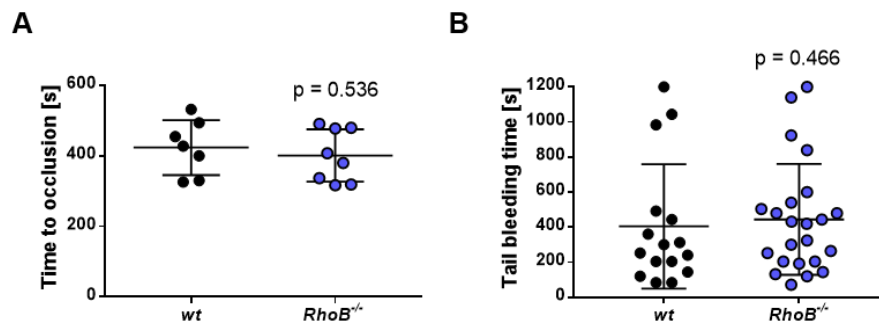 A
Time to occlusion [s]
600
400
200
0
p = 0.536
wt
RhoB-/-
B
Tail bleeding time [s]
1200
1000
800
600
400
200
0
p = 0.466
wt
RhoB-/-